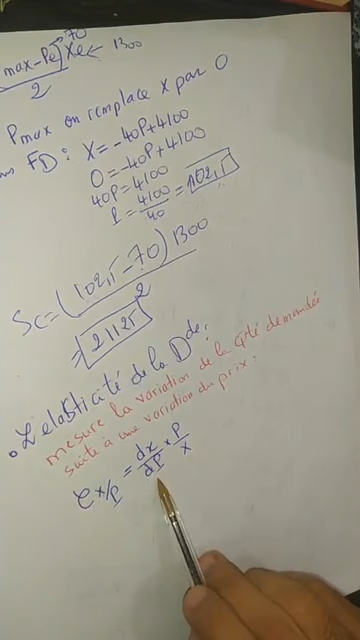 70
max-Pe] Xe ← 1300
2
Pmax on remplace X par 0
FD: X = -40P+4100
0 = -40P+4100
40P = 4100
P = 4100/40 = 102,5
Sc = (102,5-70) 1300
2
= 21125
• L'elasticité de la Dde:
mesure la variation de la qté demandée
suite à une variation du prix:
e x/p = dx/dP × P/x